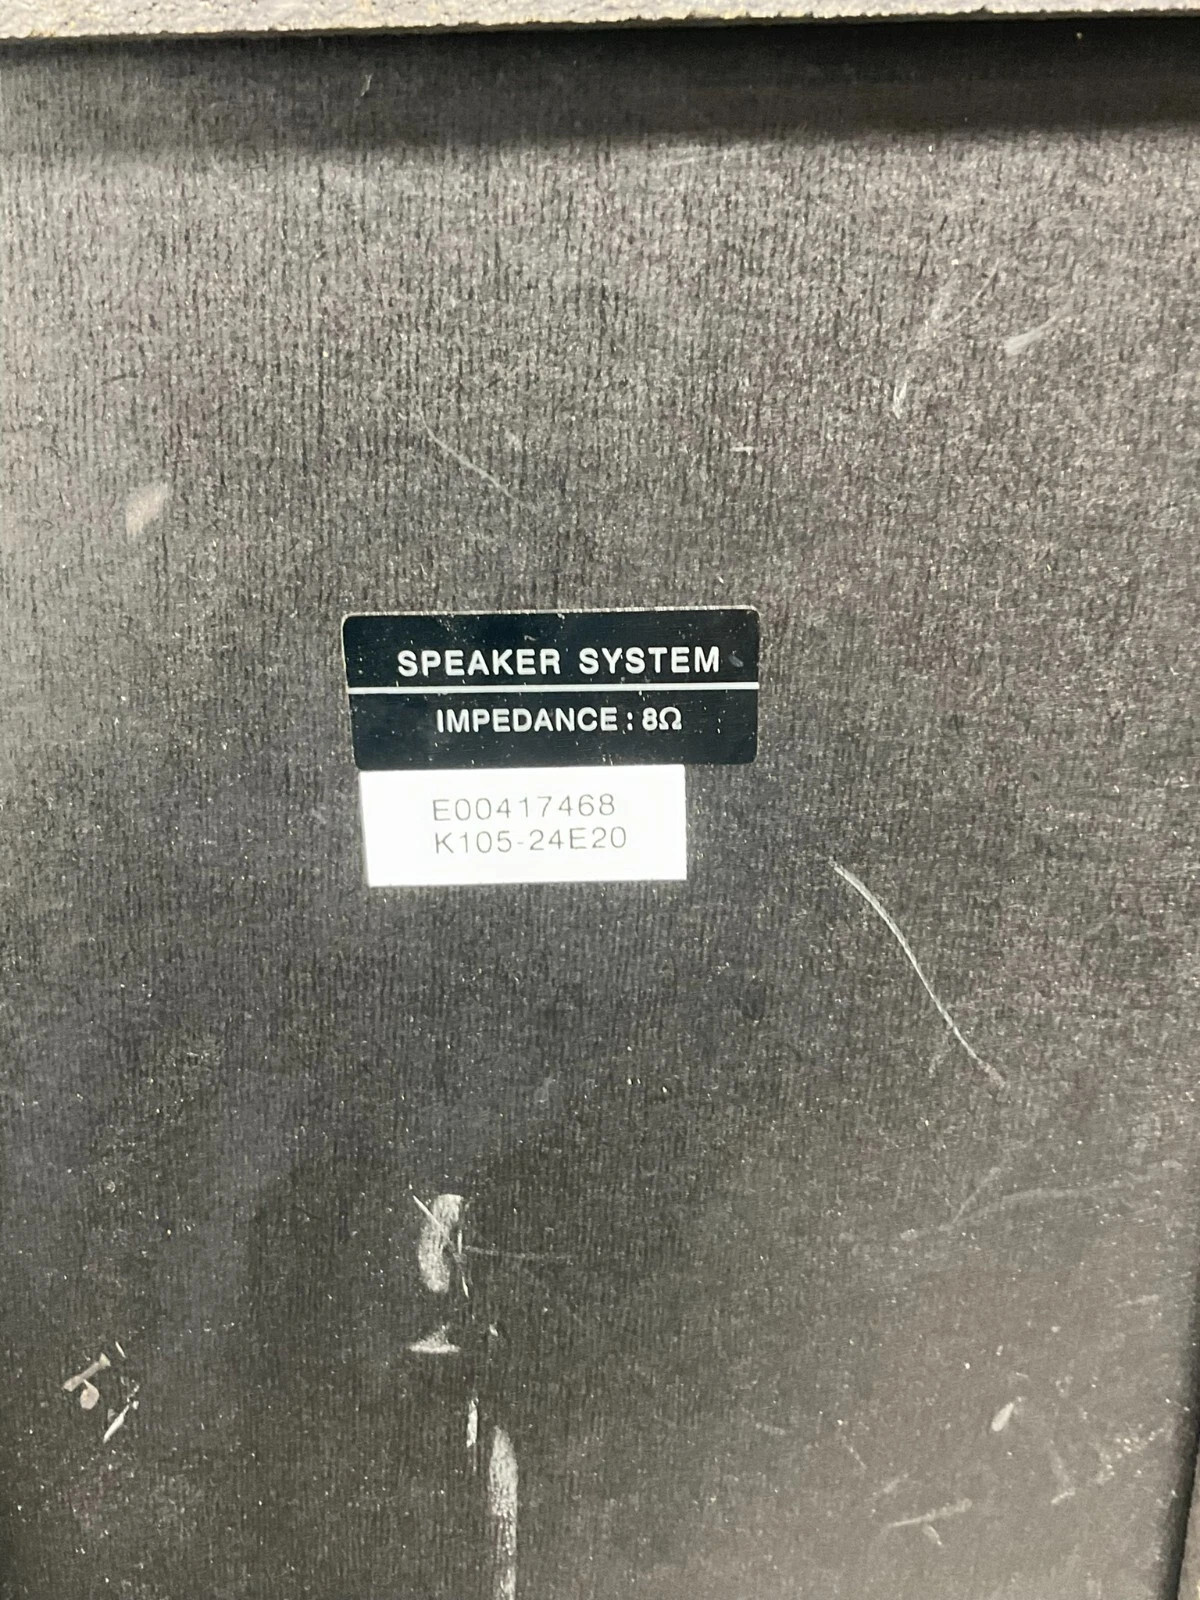 SPEAKER SYSTEM
IMPEDANCE : 8Ω
E00417468
K105-24E20